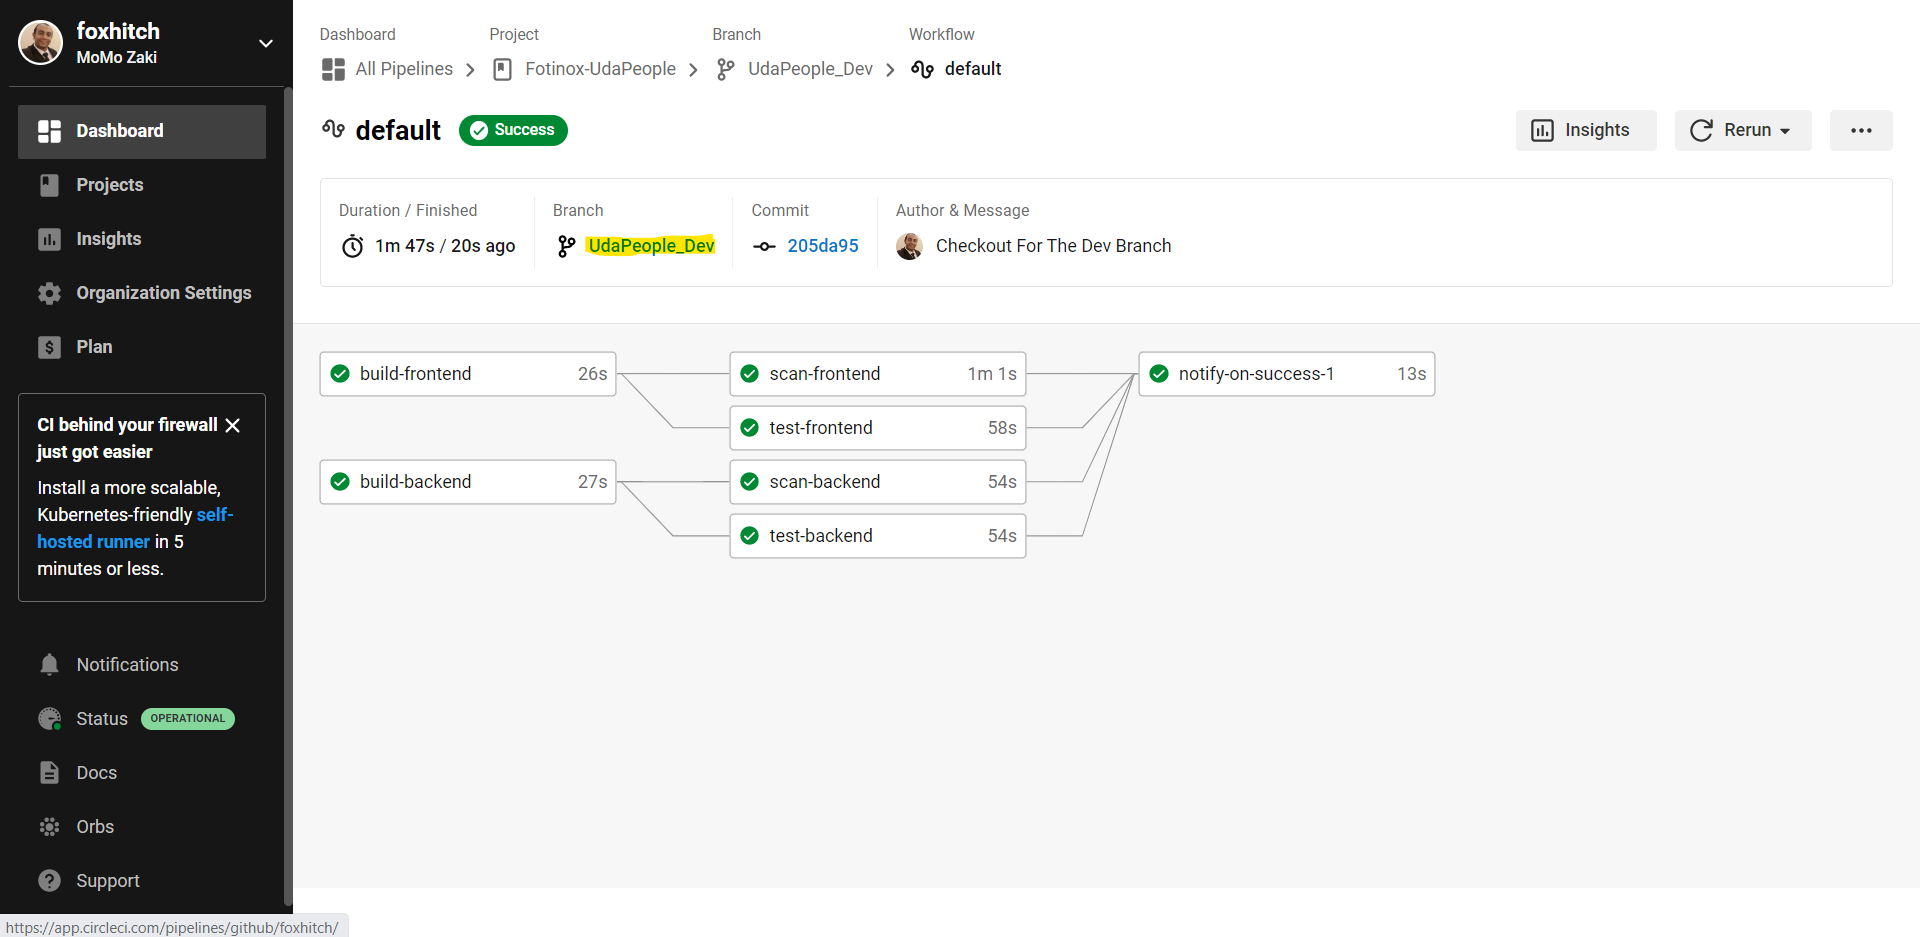 foxhitch
MoMo Zaki
Dashboard
Projects
Insights
Organization Settings
Plan
CI behind your firewall
just got easier
Install a more scalable,
Kubernetes-friendly self-
hosted runner in 5
minutes or less.
Notifications
Status OPERATIONAL
Docs
Orbs
Support
https://app.circleci.com/pipelines/github/foxhitch/
Dashboard Project Branch Workflow
All Pipelines Fotinox-UdaPeople UdaPeople_Dev default
default Success Insights Rerun
Duration / Finished Branch Commit Author & Message
1m 47s / 20s ago UdaPeople_Dev 205da95 Checkout For The Dev Branch
build-frontend 26s scan-frontend 1m 1s notify-on-success-1 13s
test-frontend 58s
build-backend 27s scan-backend 54s
test-backend 54s